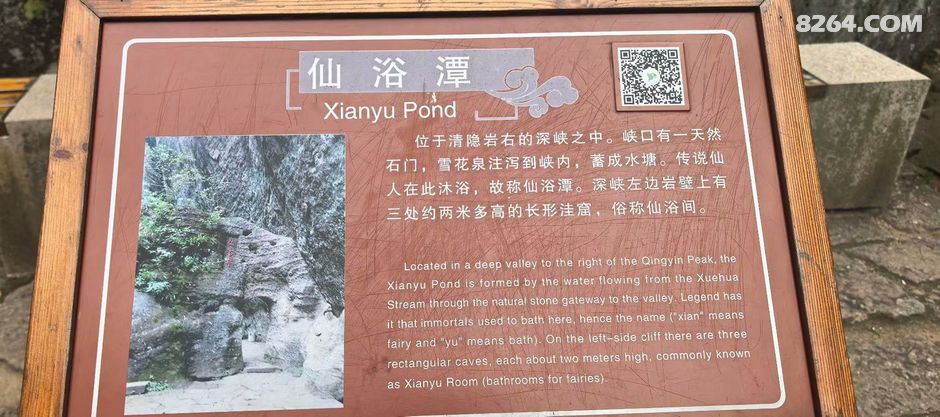 8264.COM
仙浴潭
Xianyu Pond
位于清隐岩右的深峡之中。峡口有一天然
石门，雪花泉注泻到峡内，蓄成水塘。传说仙
人在此沐浴，故称仙浴潭。深峡左边岩壁上有
三处约两米多高的长形洼窟，俗称仙浴间。
Located in a deep valley to the right of the Qingyin Peak, the
Xianyu Pond is formed by the water flowing from the Xuehua
Stream through the natural stone gateway to the valley. Legend has
it that immortals used to bath here, hence the name ("xian" means
fairy and "yu" means bath). On the left-side cliff there are three
rectangular caves, each about two meters high, commonly known
as Xianyu Room (bathrooms for fairies).